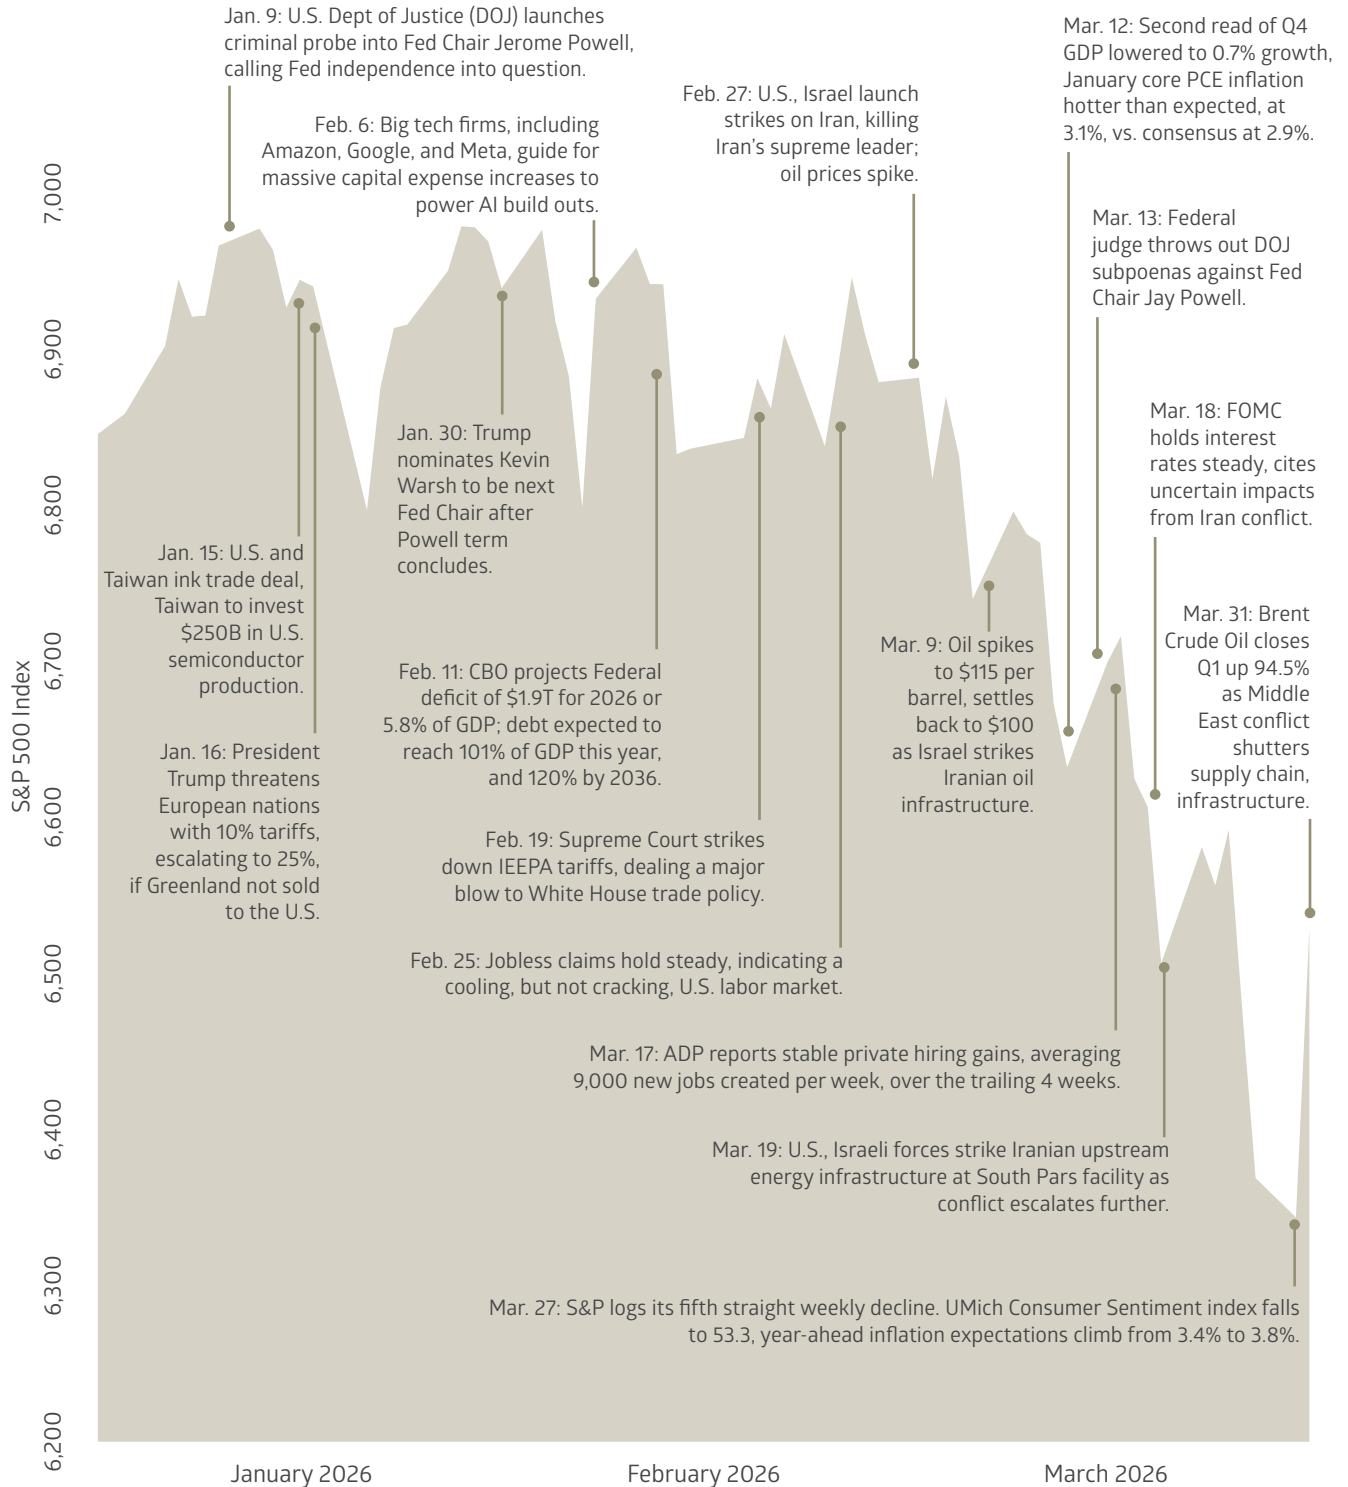 Jan. 9: U.S. Dept of Justice (DOJ) launches
criminal probe into Fed Chair Jerome Powell,
calling Fed independence into question.
Feb. 6: Big tech firms, including
Amazon, Google, and Meta, guide for
massive capital expense increases to
power AI build outs.
Feb. 27: U.S., Israel launch
strikes on Iran, killing
Iran's supreme leader;
oil prices spike.
Mar. 12: Second read of Q4
GDP lowered to 0.7% growth,
January core PCE inflation
hotter than expected, at
3.1%, vs. consensus at 2.9%.
Mar. 13: Federal
judge throws out DOJ
subpoenas against Fed
Chair Jay Powell.
Jan. 30: Trump
nominates Kevin
Warsh to be next
Fed Chair after
Powell term
concludes.
Mar. 18: FOMC
holds interest
rates steady, cites
uncertain impacts
from Iran conflict.
Jan. 15: U.S. and
Taiwan ink trade deal,
Taiwan to invest
$250B in U.S.
semiconductor
production.
Mar. 31: Brent
Crude Oil closes
Q1 up 94.5%
as Middle
East conflict
shutters
supply chain,
infrastructure.
Feb. 11: CBO projects Federal
deficit of $1.9T for 2026 or
5.8% of GDP; debt expected to
reach 101% of GDP this year,
and 120% by 2036.
Mar. 9: Oil spikes
to $115 per
barrel, settles
back to $100
as Israel strikes
Iranian oil
infrastructure.
Jan. 16: President
Trump threatens
European nations
with 10% tariffs,
escalating to 25%,
if Greenland not sold
to the U.S.
Feb. 19: Supreme Court strikes
down IEEPA tariffs, dealing a major
blow to White House trade policy.
Feb. 25: Jobless claims hold steady, indicating a
cooling, but not cracking, U.S. labor market.
Mar. 17: ADP reports stable private hiring gains, averaging
9,000 new jobs created per week, over the trailing 4 weeks.
Mar. 19: U.S., Israeli forces strike Iranian upstream
energy infrastructure at South Pars facility as
conflict escalates further.
Mar. 27: S&P logs its fifth straight weekly decline. UMich Consumer Sentiment index falls
to 53.3, year-ahead inflation expectations climb from 3.4% to 3.8%.
S&P 500 Index
7,000
6,900
6,800
6,700
6,600
6,500
6,400
6,300
6,200
January 2026
February 2026
March 2026